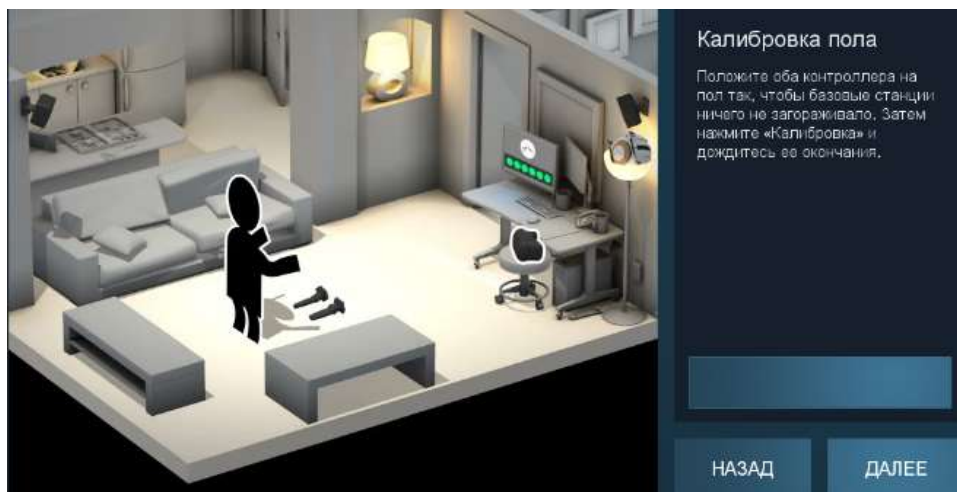 Калибровка пола
Положите оба контроллера на
пол так, чтобы базовые станции
ничего не загораживало. Затем
нажмите «Калибровка» и
дождитесь ее окончания.
НАЗАД
ДАЛЕЕ